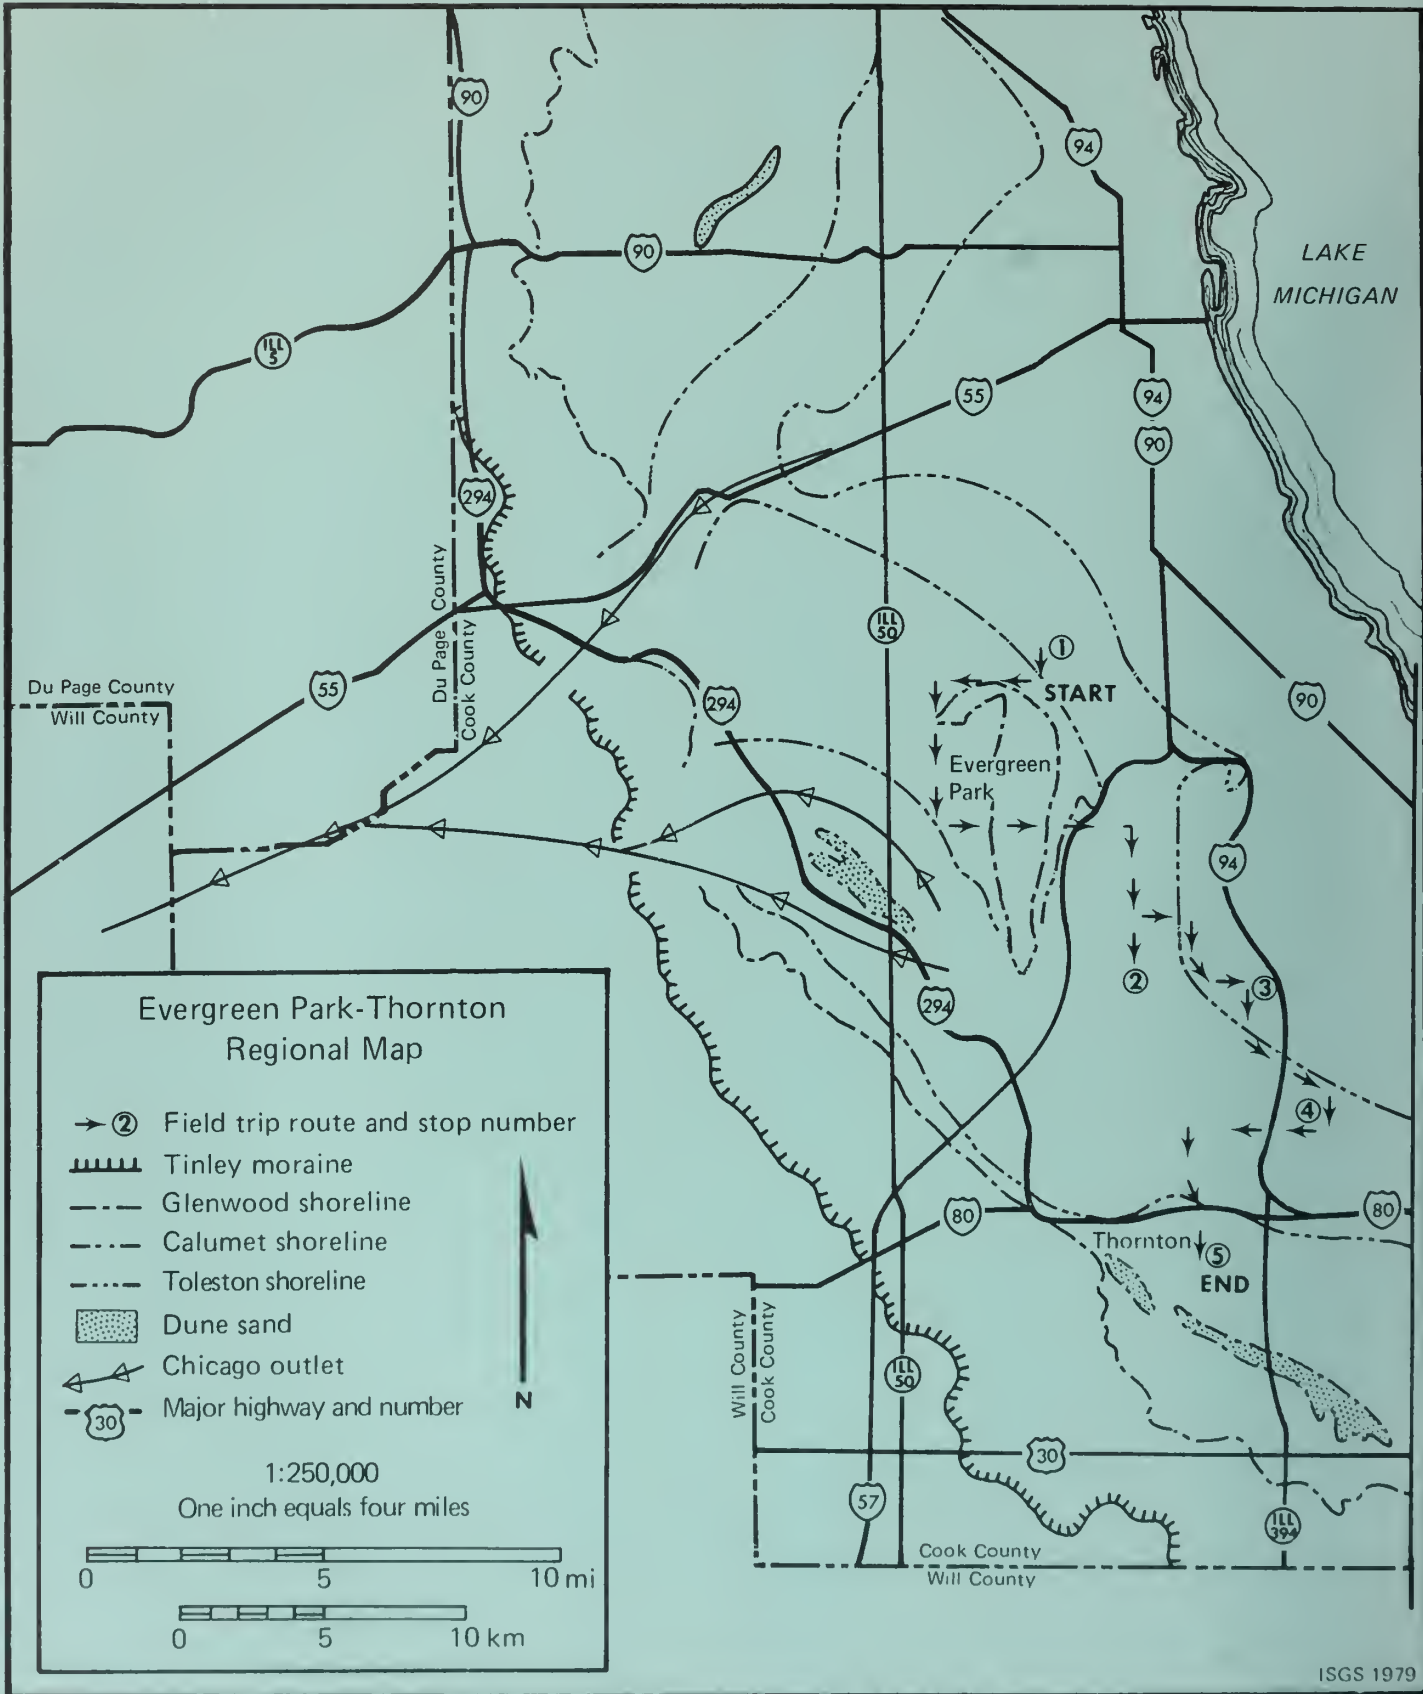 90
94
90
LAKE
MICHIGAN
ILL
5
55
94
90
294
ILL
50
Du Page County
Cook County
①
START
Du Page County
Will County
55
294
90
Evergreen
Park
94
②
③
294
④
80
80
Thornton
⑤
END
Evergreen Park-Thornton
Regional Map
② Field trip route and stop number
Tinley moraine
Glenwood shoreline
Calumet shoreline
Toleston shoreline
Dune sand
Chicago outlet
30 Major highway and number
N
1:250,000
One inch equals four miles
0 5 10 mi
0 5 10 km
Will County
Cook County
ILL
50
30
57
ILL
394
Cook County
Will County
ISGS 1979